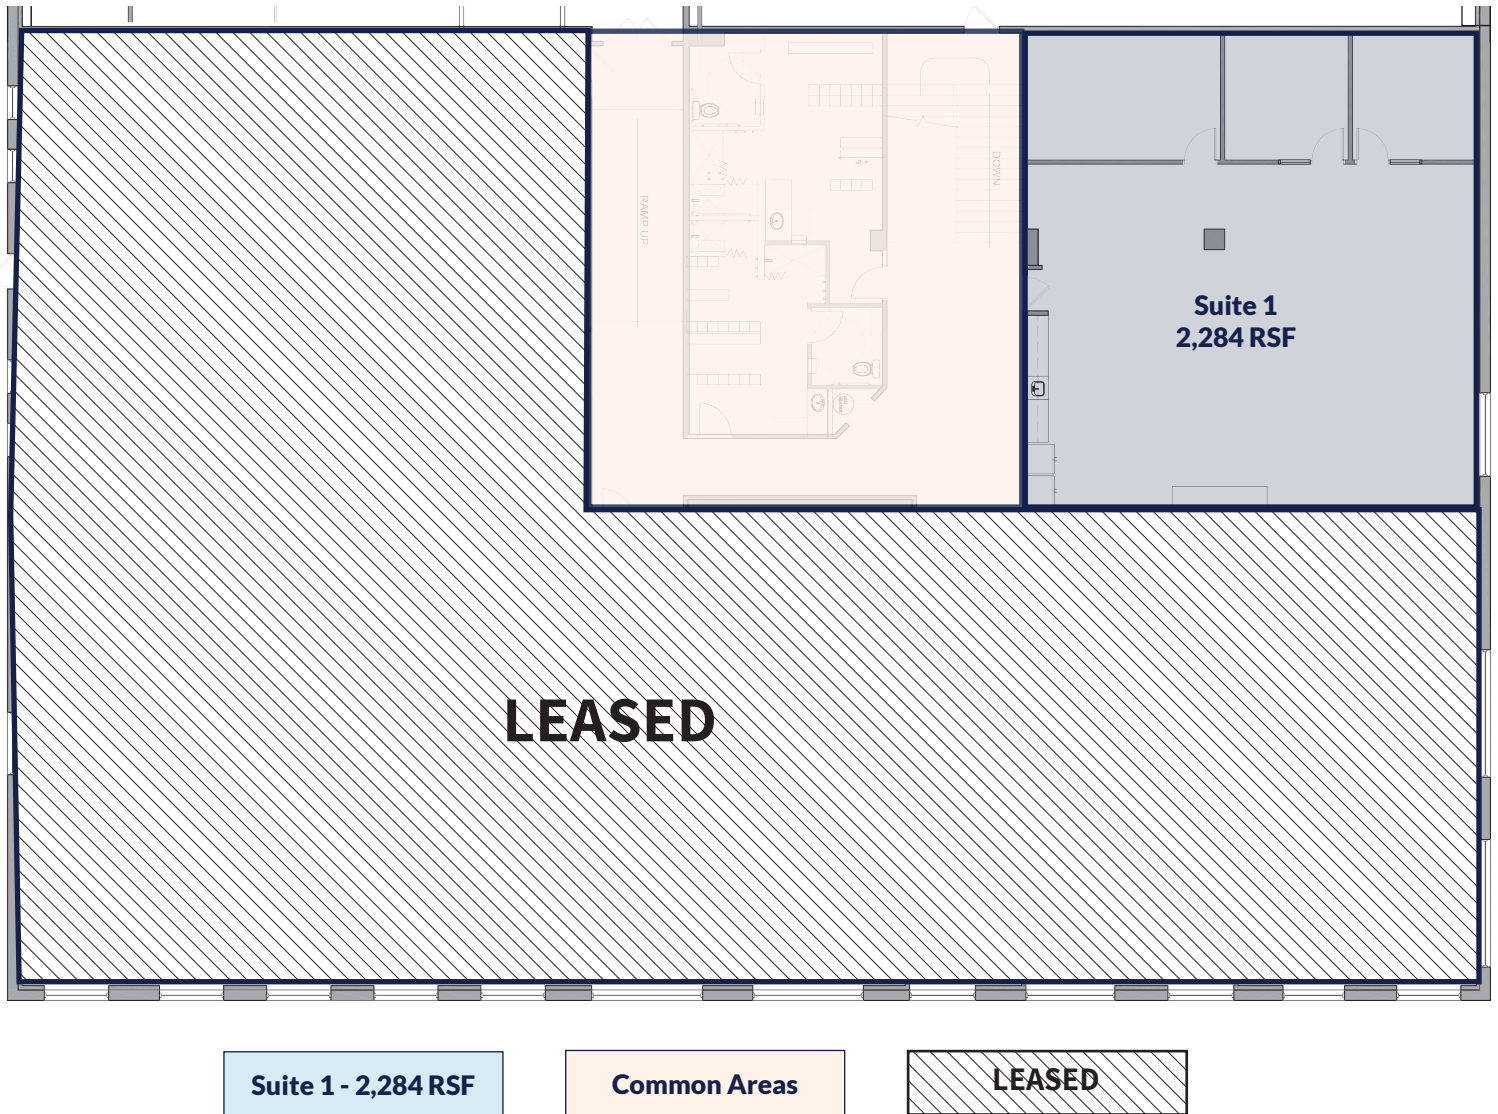 RAMP UP
DOWN
Suite 1
2,284 RSF
LEASED
Suite 1 - 2,284 RSF
Common Areas
LEASED